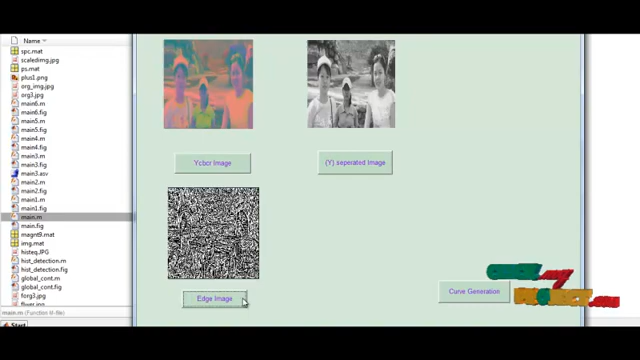 Name
spc.mat
scaledimg.jpg
ps.mat
plus1.png
org_img.jpg
org3.jpg
main6.m
main6.fig
main5.m
main5.fig
main4.m
main4.fig
main3.m
main3.fig
main3.asv
main2.m
main2.fig
main1.m
main1.fig
main.m
main.fig
magnt9.mat
img.mat
histeq.JPG
hist_detection.m
hist_detection.fig
global_cont.m
global_cont.fig
forg3.jpg
main.m (Function M-file)
Start
Ycbcr Image
(Y) seperated Image
Edge Image
Curve Generation